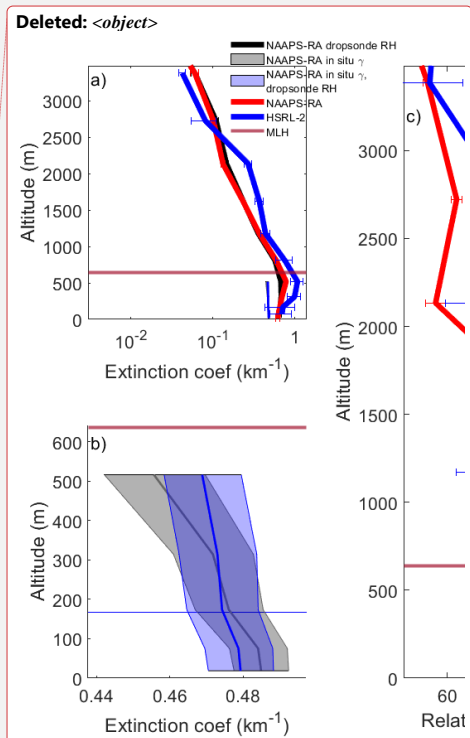 Deleted: <object>
NAAPS-RA dropsonde RH
NAAPS-RA in situ γ
NAAPS-RA in situ γ,
dropsonde RH
NAAPS-RA
HSRL-2
MLH
a)
3000
2500
2000
1500
1000
500
0
Altitude (m)
10-2
10-1
1
Extinction coef (km-1)
b)
600
500
400
300
200
100
0
Altitude (m)
0.44
0.46
0.48
Extinction coef (km-1)
c)
3000
2500
2000
1500
1000
500
0
Altitude (m)
60
Relat